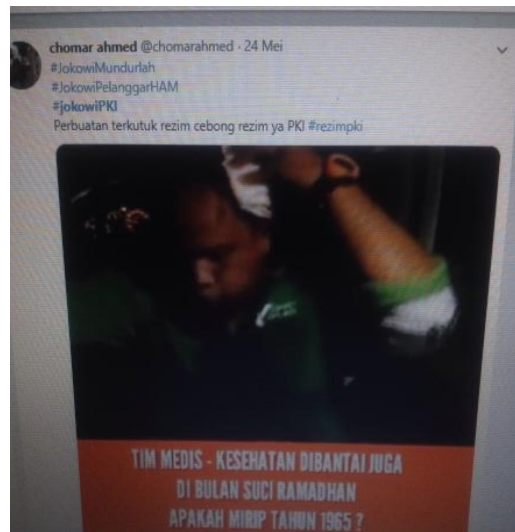 chomar ahmed @chomarahmed · 24 Mei
#JokowiMundurlah
#JokowiPelanggarHAM
#jokowiPKI
Perbuatan terkutuk rezim cebong rezim ya PKI #rezimpki
TIM MEDIS - KESEHATAN DIBANTAI JUGA
DI BULAN SUCI RAMADHAN
APAKAH MIRIP TAHUN 1965 ?